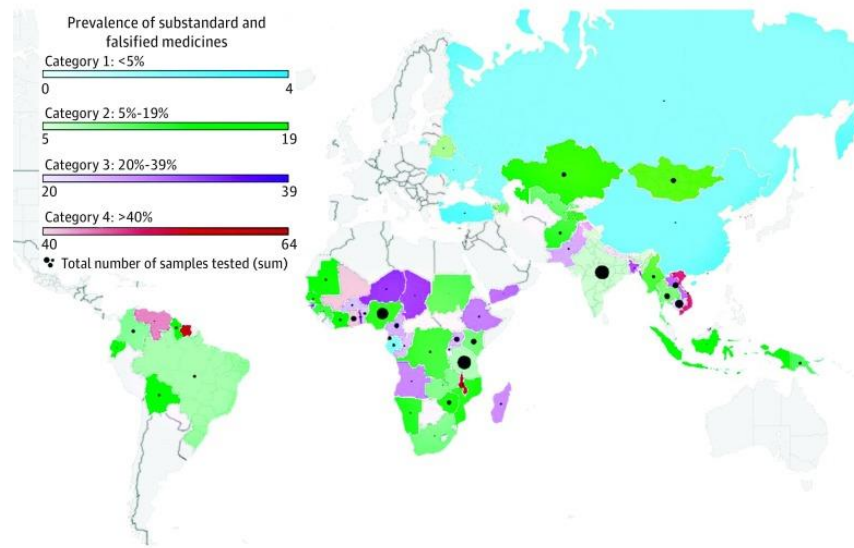 Prevalence of substandard and
falsified medicines
Category 1: <5%
0 4
Category 2: 5%-19%
5 19
Category 3: 20%-39%
20 39
Category 4: >40%
40 64
Total number of samples tested (sum)